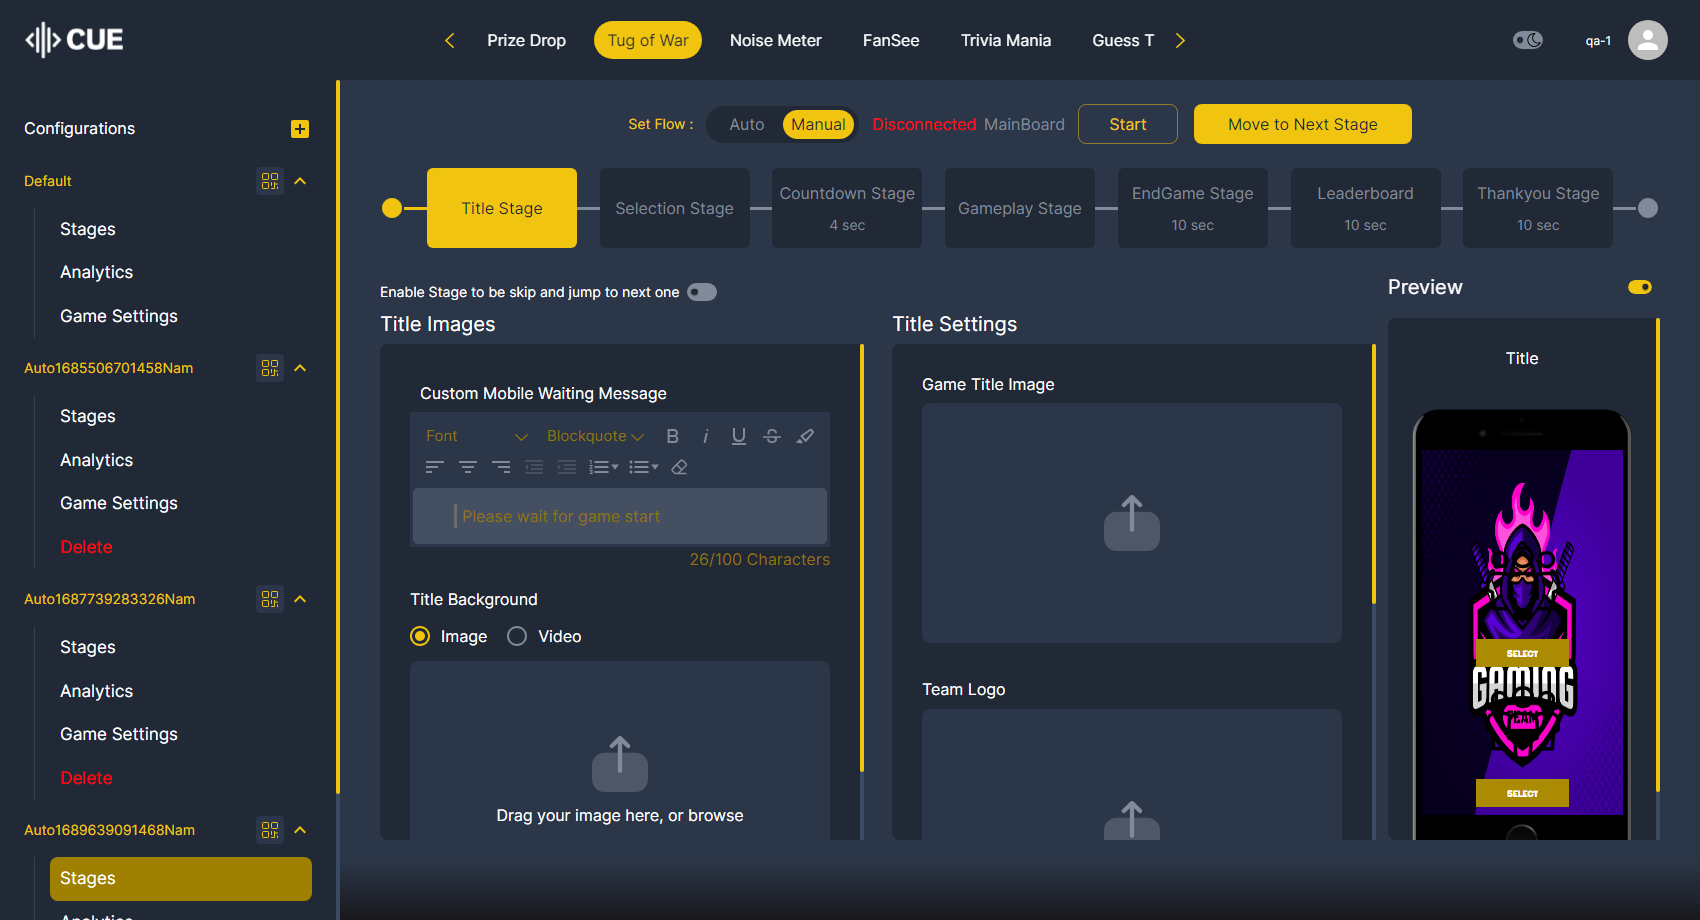 CUE
Prize Drop
Tug of War
Noise Meter
FanSee
Trivia Mania
Guess T
qa-1
Configurations
Default
Stages
Analytics
Game Settings
Auto1685506701458Nam
Stages
Analytics
Game Settings
Delete
Auto1687739283326Nam
Stages
Analytics
Game Settings
Delete
Auto1689639091468Nam
Stages
Analytics
Set Flow :
Auto
Manual
Disconnected MainBoard
Start
Move to Next Stage
Title Stage
Selection Stage
Countdown Stage
4 sec
Gameplay Stage
EndGame Stage
10 sec
Leaderboard
10 sec
Thankyou Stage
10 sec
Enable Stage to be skip and jump to next one
Title Images
Custom Mobile Waiting Message
Font
Blockquote
B i U S
Please wait for game start
26/100 Characters
Title Background
Image
Video
Drag your image here, or browse
Title Settings
Game Title Image
Team Logo
Preview
Title
SELECT
GAMING
TEAM
SELECT